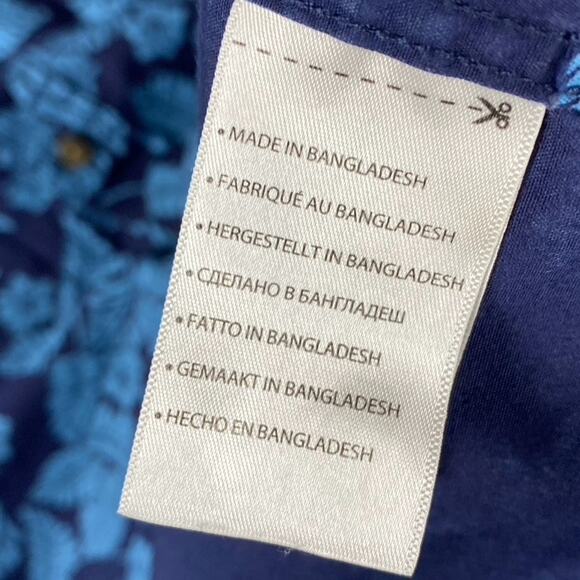 • MADE IN BANGLADESH
• FABRIQUÉ AU BANGLADESH
• HERGESTELLT IN BANGLADESH
• СДЕЛАНО В БАНГЛАДЕШ
• FATTO IN BANGLADESH
• GEMAAKT IN BANGLADESH
• HECHO EN BANGLADESH